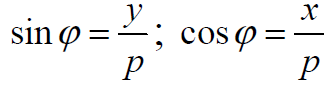 sin φ = y/p ; cos φ = x/p